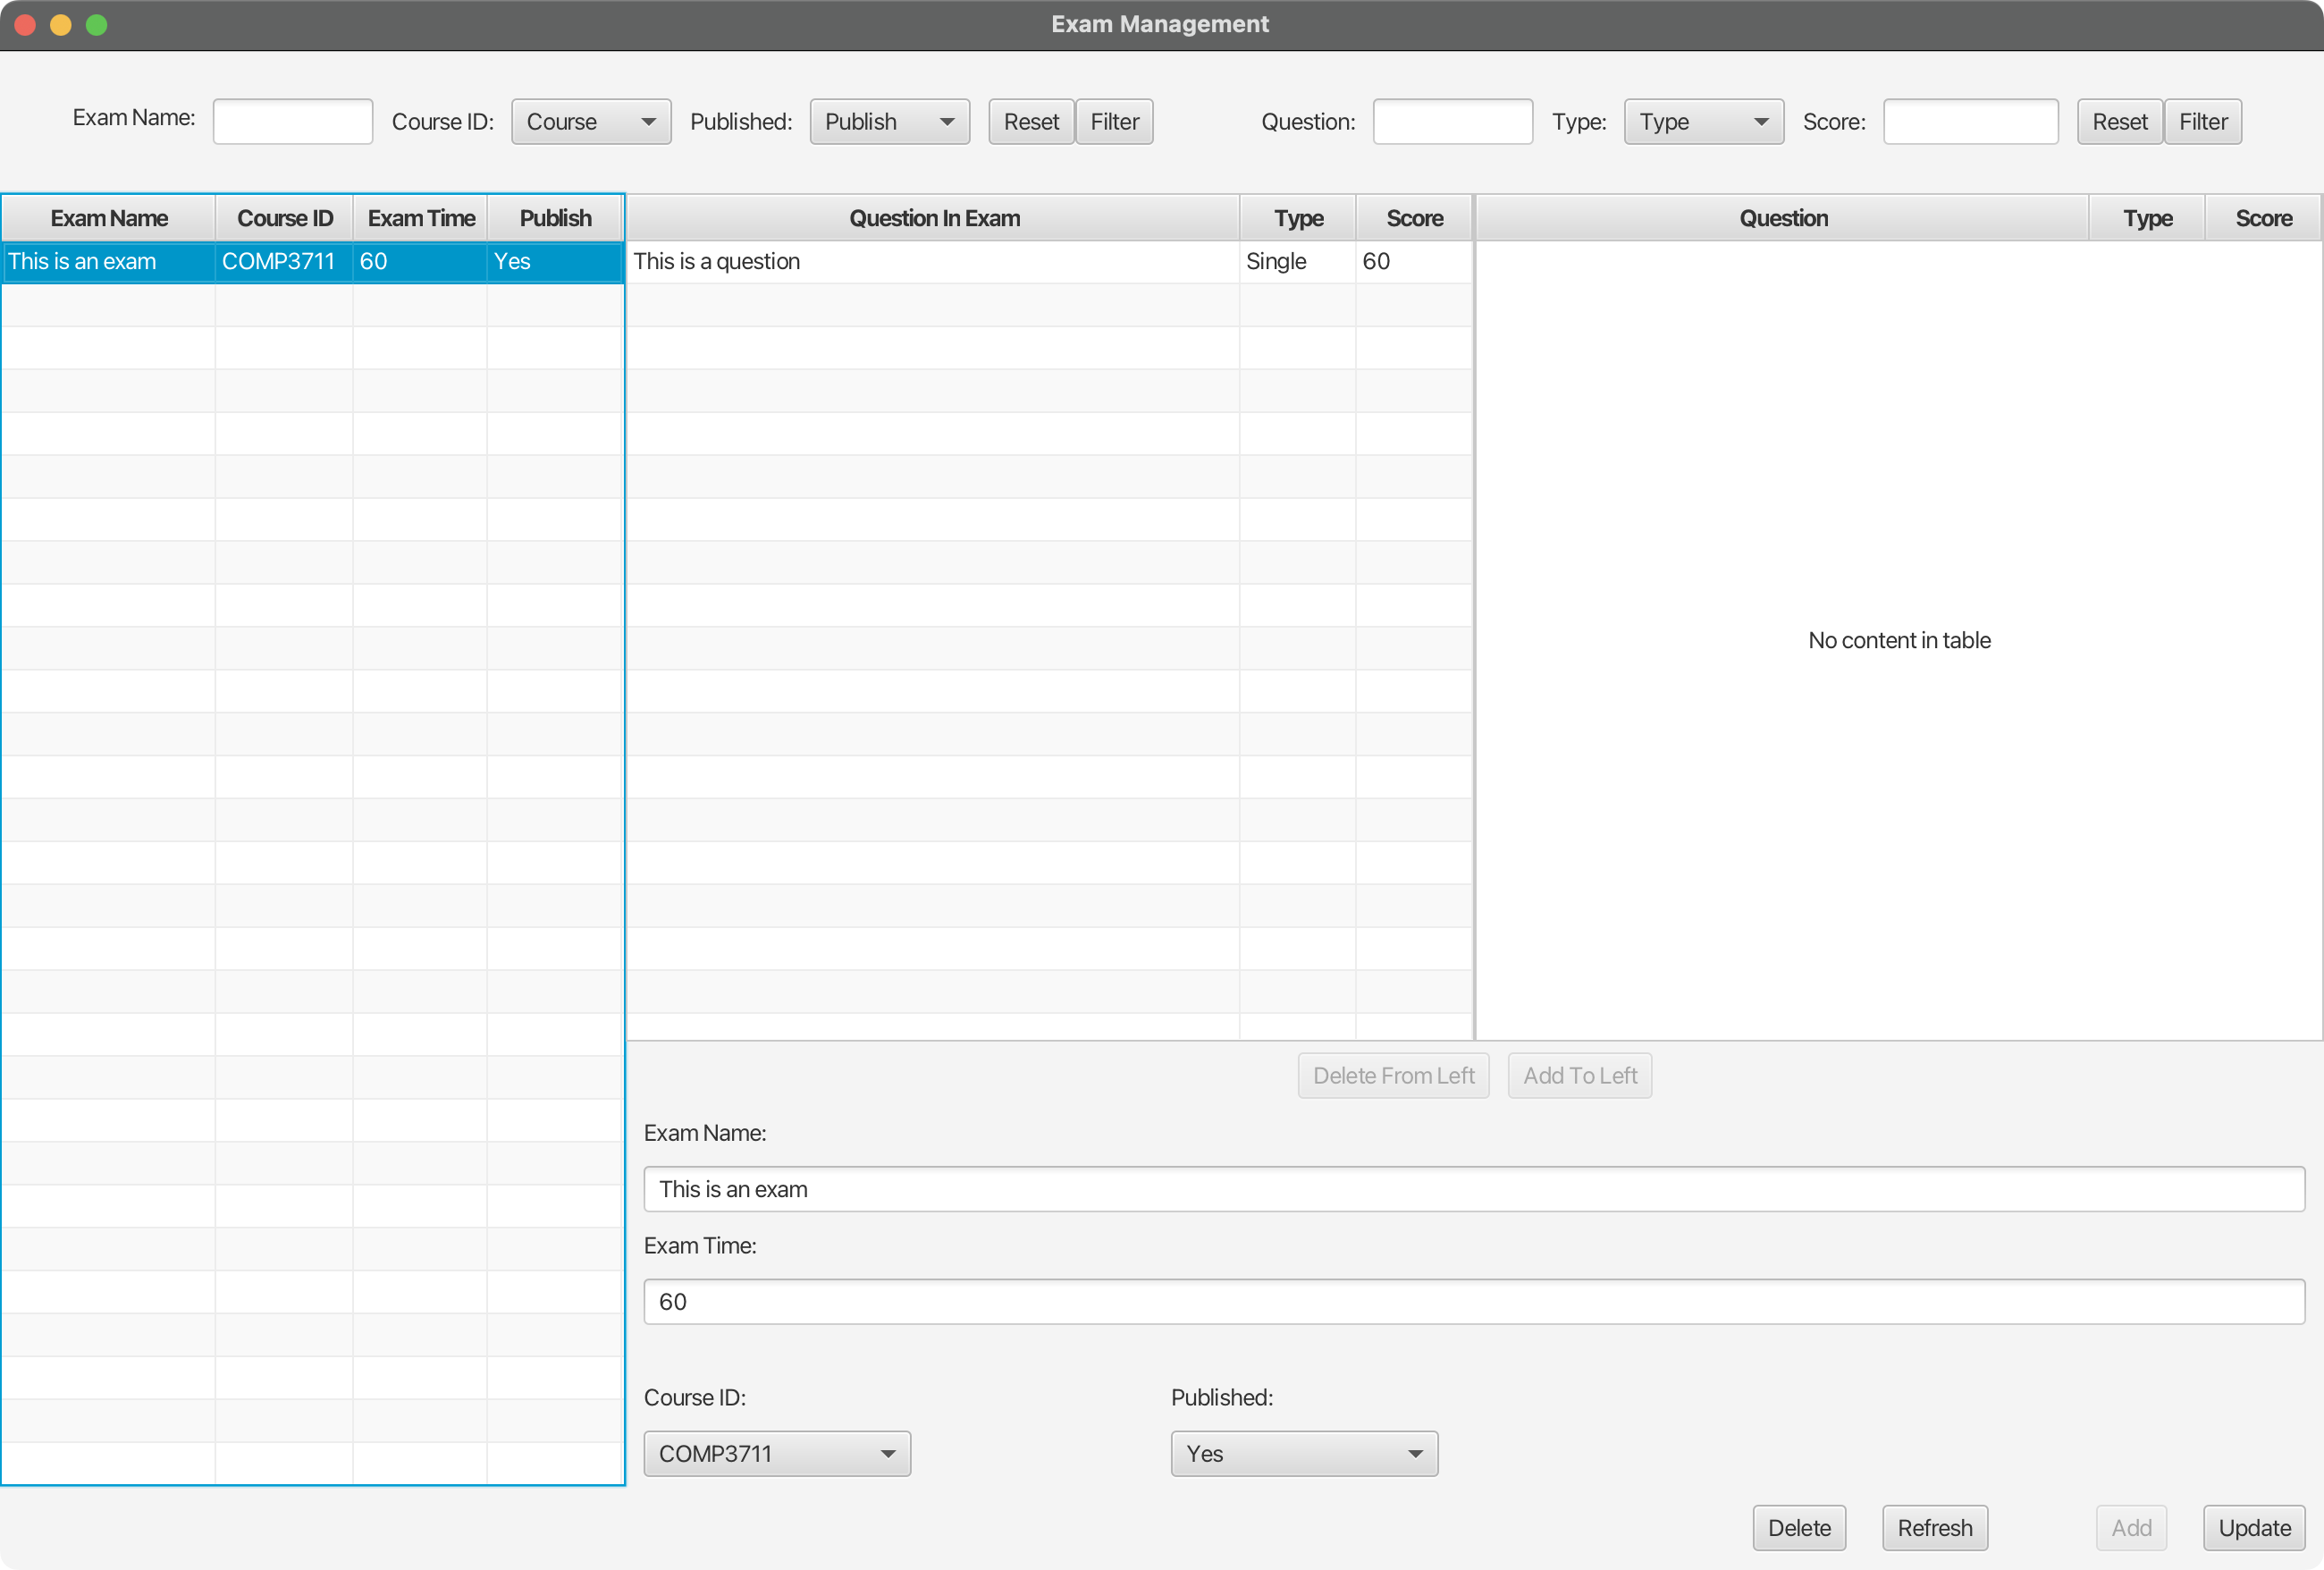 Exam Management
Exam Name: Course ID: Course Published: Publish Reset Filter Question: Type: Type Score: Reset Filter
Exam Name Course ID Exam Time Publish Question In Exam Type Score Question Type Score
This is an exam COMP3711 60 Yes This is a question Single 60
No content in table
Delete From Left Add To Left
Exam Name:
This is an exam
Exam Time:
60
Course ID: Published:
COMP3711 Yes
Delete Refresh Add Update